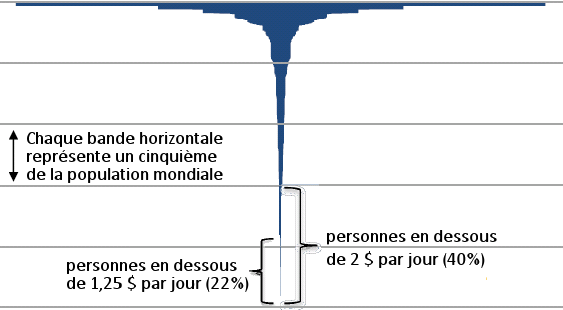 Chaque bande horizontale
représente un cinquième
de la population mondiale
personnes en dessous
de 2 $ par jour (40%)
personnes en dessous
de 1,25 $ par jour (22%)